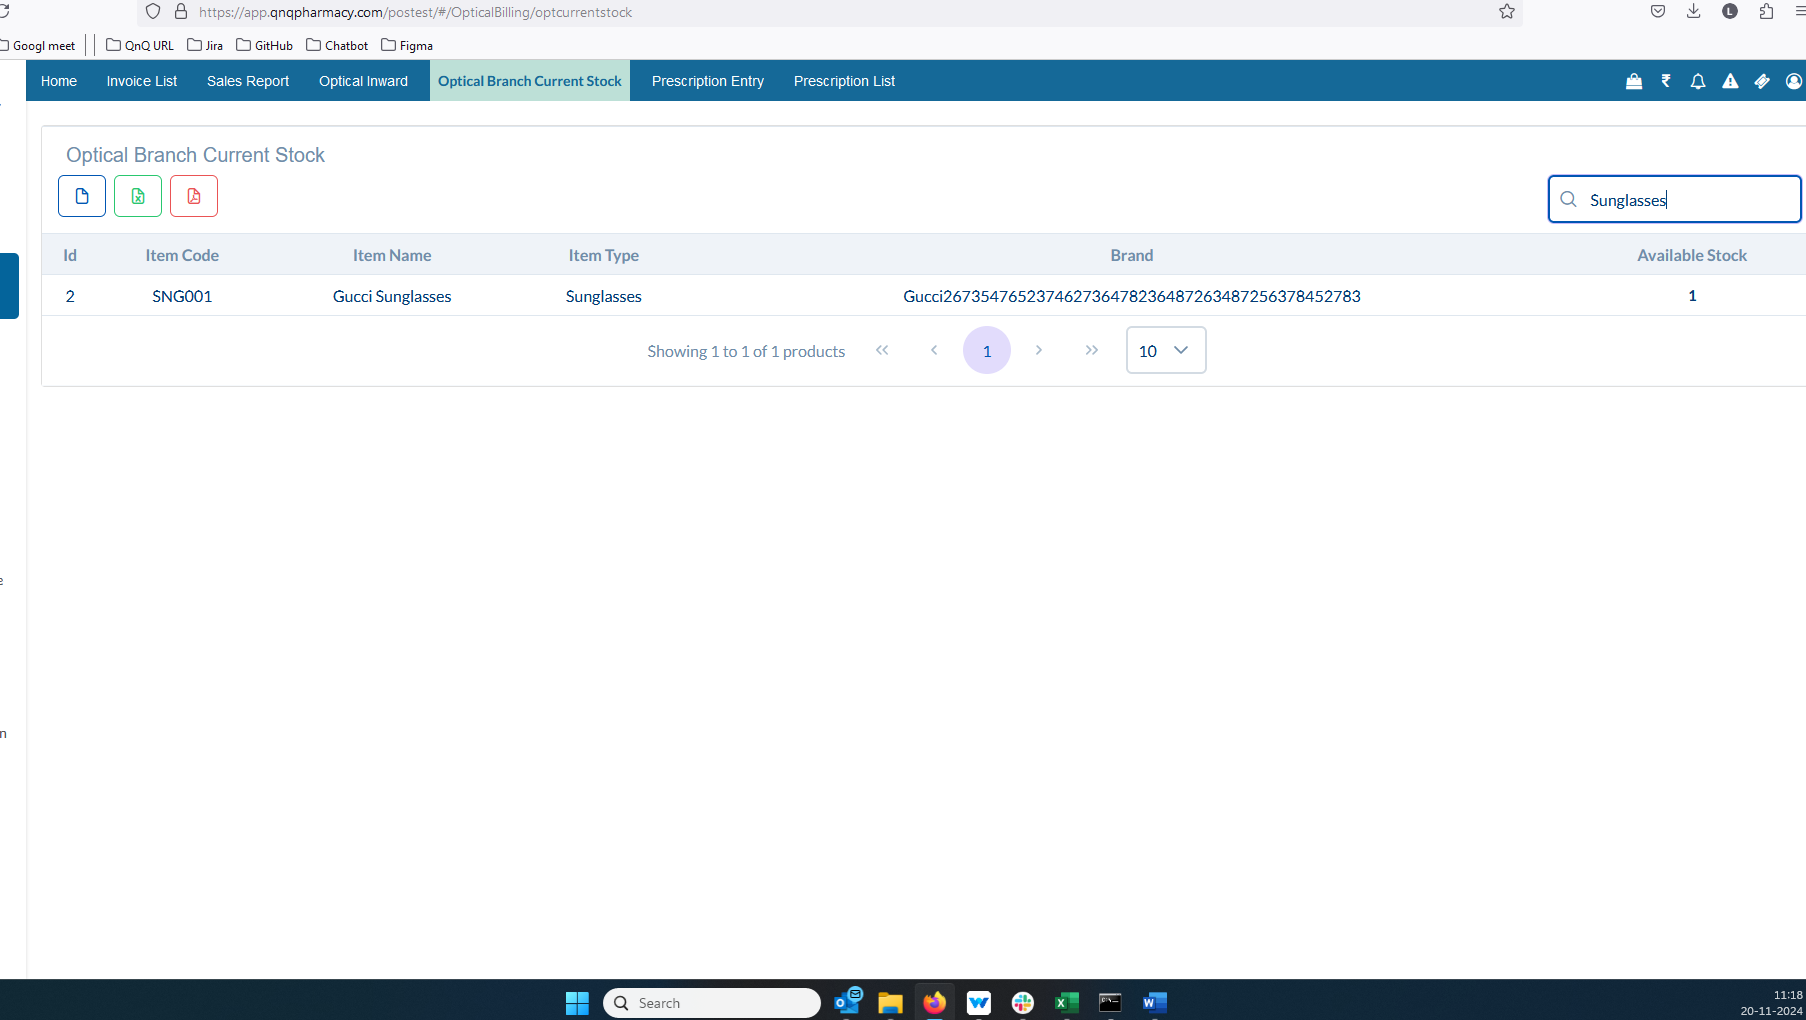 https://app.qnqpharmacy.com/postest/#/OpticalBilling/optcurrentstock
L
Googl meet QnQ URL Jira GitHub Chatbot Figma
Home Invoice List Sales Report Optical Inward Optical Branch Current Stock Prescription Entry Prescription List
Optical Branch Current Stock
Sunglasses
Id Item Code Item Name Item Type Brand Available Stock
2 SNG001 Gucci Sunglasses Sunglasses Gucci267354765237462736478236487263487256378452783 1
Showing 1 to 1 of 1 products « ‹ 1 › » 10
e
n
Search
11:18
20-11-2024